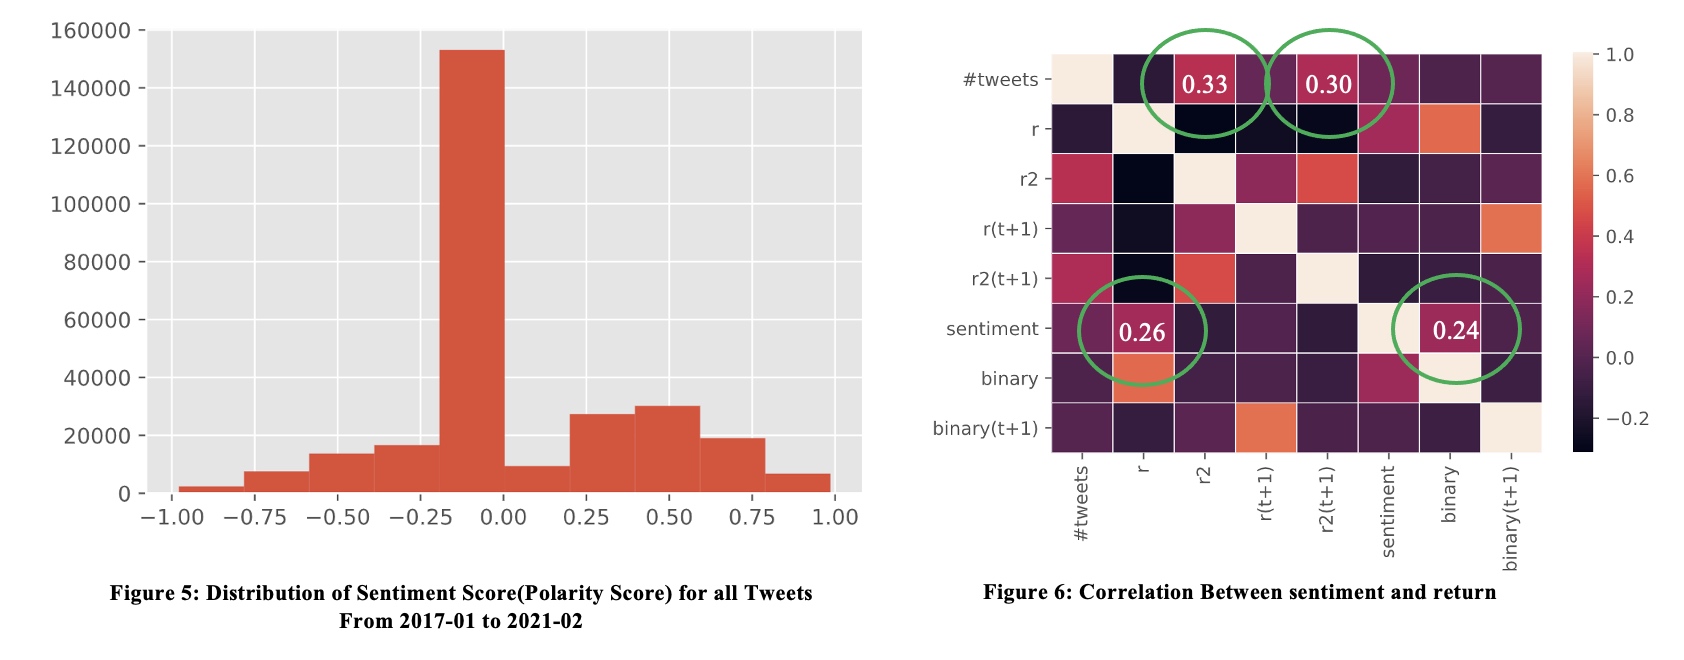 160000
140000
120000
100000
80000
60000
40000
20000
0
−1.00 −0.75 −0.50 −0.25 0.00 0.25 0.50 0.75 1.00
Figure 5: Distribution of Sentiment Score(Polarity Score) for all Tweets
From 2017-01 to 2021-02
#tweets 0.33 0.30
r
r2
r(t+1)
r2(t+1)
sentiment 0.26 0.24
binary
binary(t+1)
#tweets r r2 r(t+1) r2(t+1) sentiment binary binary(t+1)
1.0
0.8
0.6
0.4
0.2
0.0
−0.2
Figure 6: Correlation Between sentiment and return